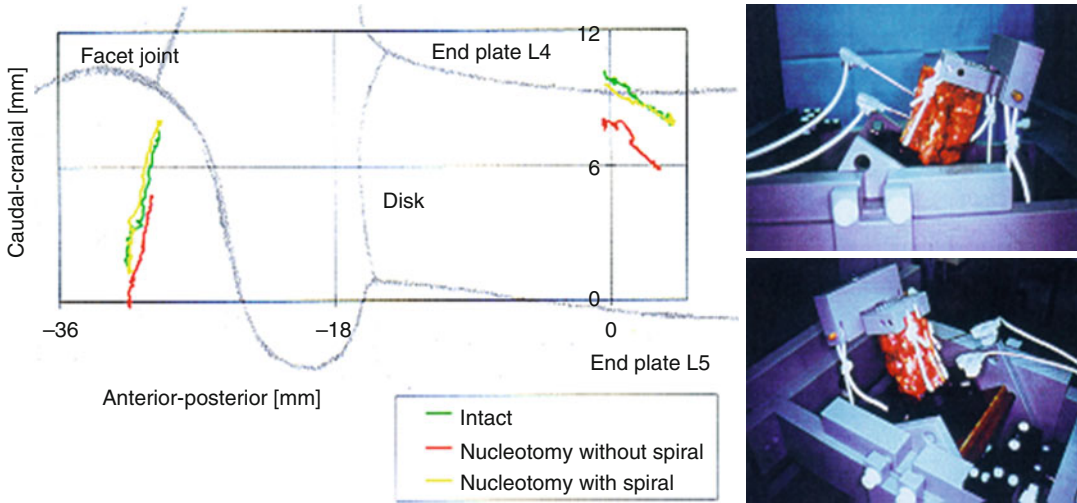 12
Facet joint
End plate L4
Caudal-cranial [mm]
6
Disk
0
–36
–18
0
End plate L5
Anterior-posterior [mm]
Intact
Nucleotomy without spiral
Nucleotomy with spiral